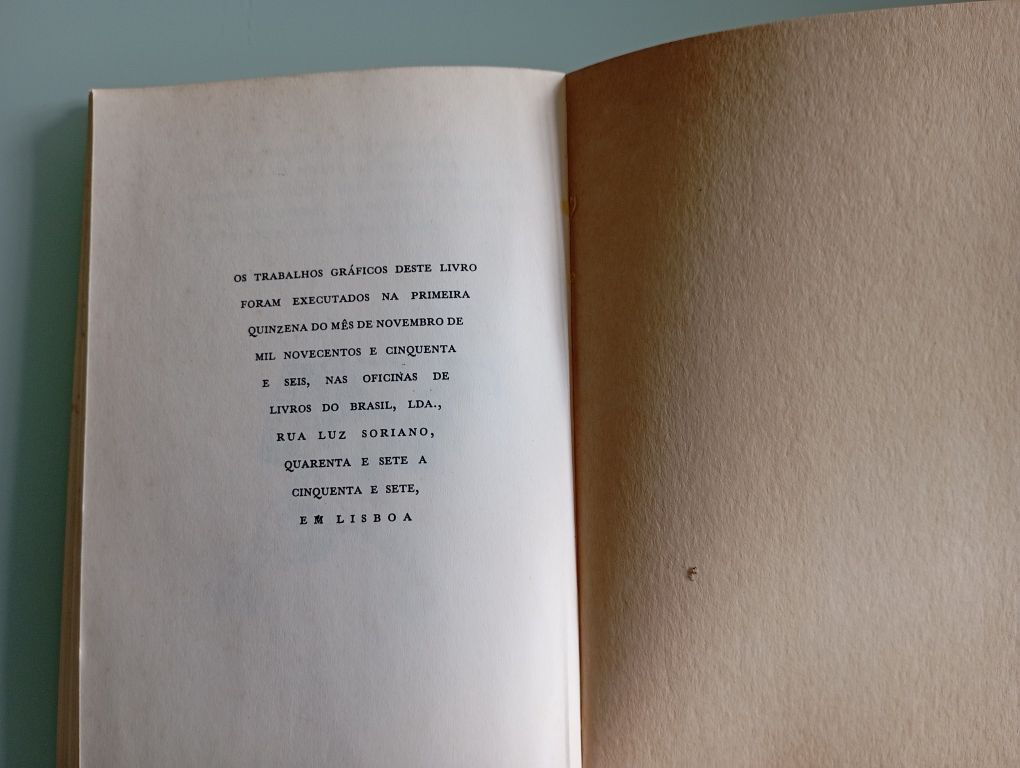 OS TRABALHOS GRÁFICOS DESTE LIVRO
FORAM EXECUTADOS NA PRIMEIRA
QUINZENA DO MÊS DE NOVEMBRO DE
MIL NOVECENTOS E CINQUENTA
E SEIS, NAS OFICINAS DE
LIVROS DO BRASIL, LDA.,
RUA LUZ SORIANO,
QUARENTA E SETE A
CINQUENTA E SETE,
EM LISBOA